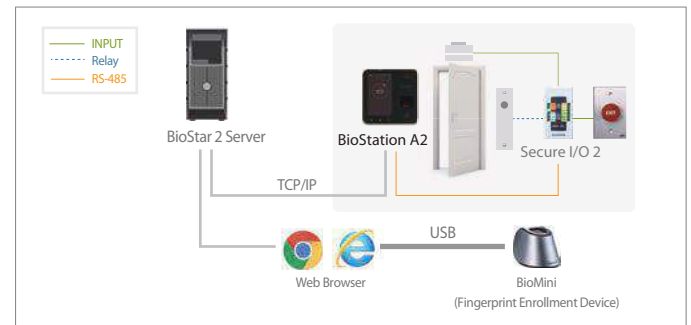 INPUT
Relay
RS-485
BioStar 2 Server
BioStation A2
Secure I/O 2
EXIT
TCP/IP
USB
Web Browser
BioMini
(Fingerprint Enrollment Device)